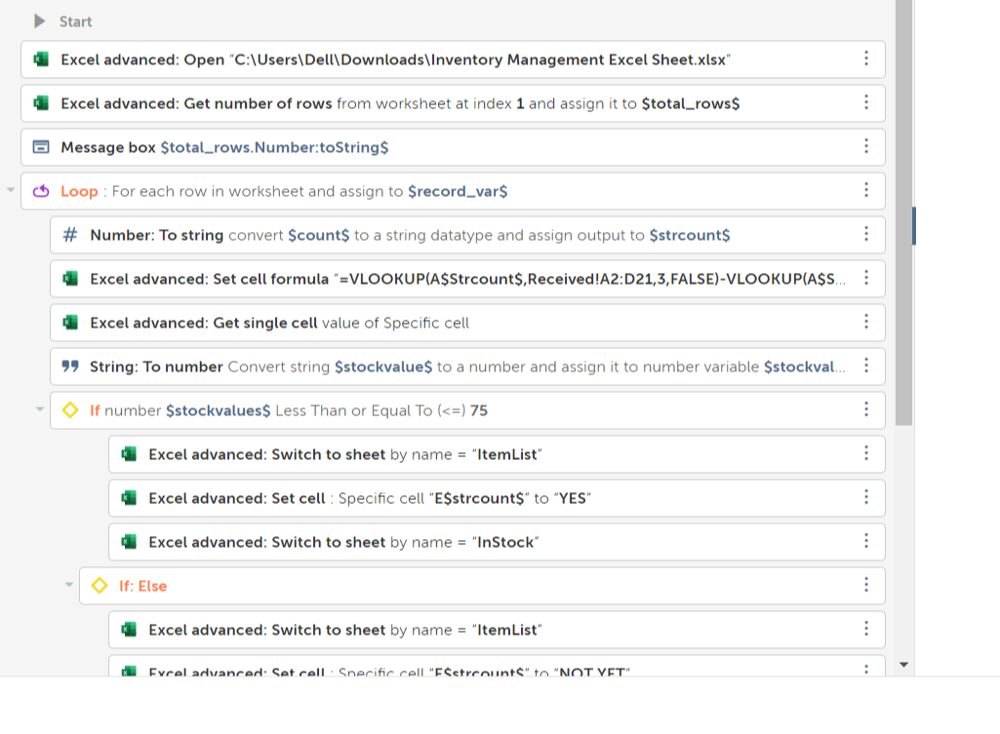 Start
Excel advanced: Open "C:\Users\Dell\Downloads\Inventory Management Excel Sheet.xlsx"
Excel advanced: Get number of rows from worksheet at index 1 and assign it to $total_rows$
Message box $total_rows.Number:toString$
Loop : For each row in worksheet and assign to $record_var$
# Number: To string convert $count$ to a string datatype and assign output to $strcount$
Excel advanced: Set cell formula "=VLOOKUP(A$Strcount$,Received!A2:D21,3,FALSE)-VLOOKUP(A$S...
Excel advanced: Get single cell value of Specific cell
String: To number Convert string $stockvalue$ to a number and assign it to number variable $stockval...
If number $stockvalues$ Less Than or Equal To (<=) 75
Excel advanced: Switch to sheet by name = "ItemList"
Excel advanced: Set cell : Specific cell "E$strcount$" to "YES"
Excel advanced: Switch to sheet by name = "InStock"
If: Else
Excel advanced: Switch to sheet by name = "ItemList"
Excel advanced: Set cell : Specific cell "E$strcount$" to "NOT YET"